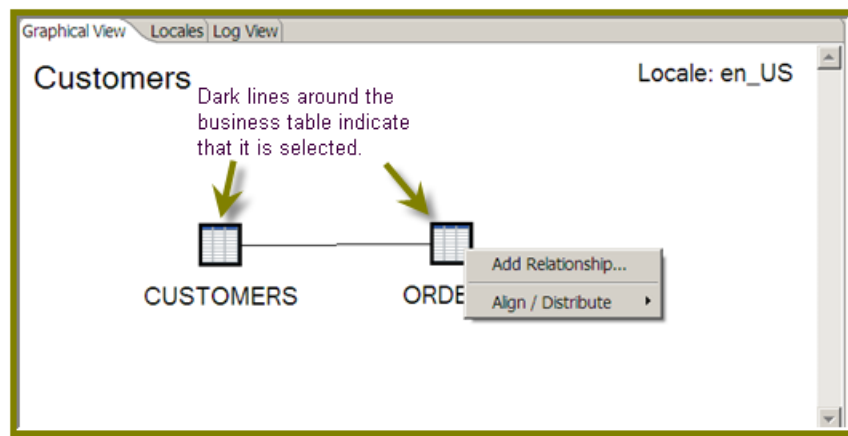 Graphical View Locales Log View
Customers
Locale: en_US
Dark lines around the
business table indicate
that it is selected.
CUSTOMERS
Add Relationship...
Align / Distribute